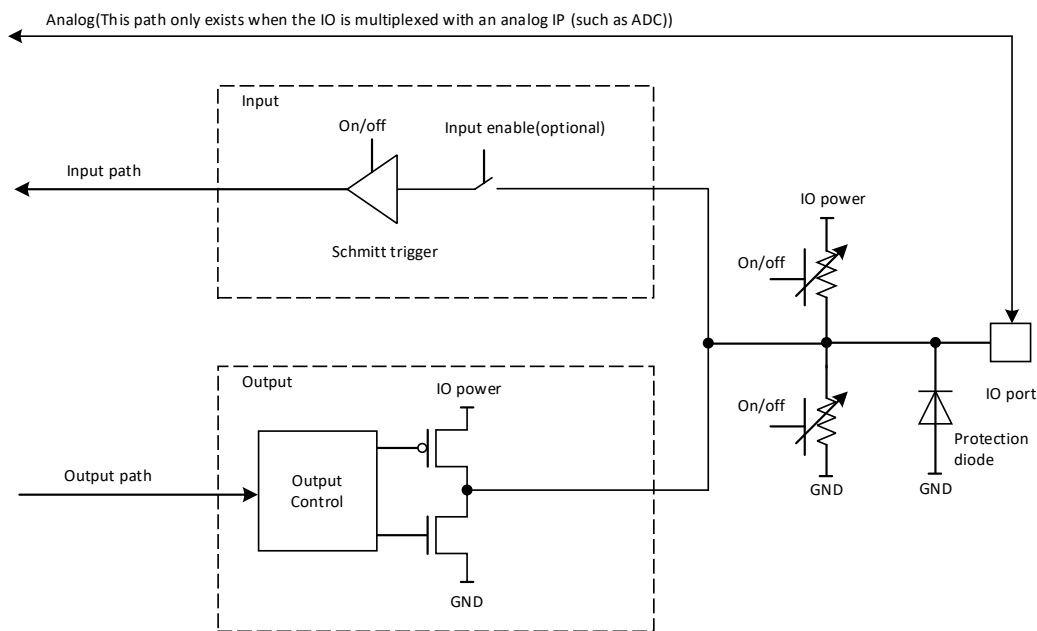 Analog(This path only exists when the IO is multiplexed with an analog IP (such as ADC))
Input
On/off
Input enable(optional)
Input path
Schmitt trigger
IO power
On/off
On/off
GND
IO port
Protection
diode
GND
Output
IO power
Output path
Output
Control
GND